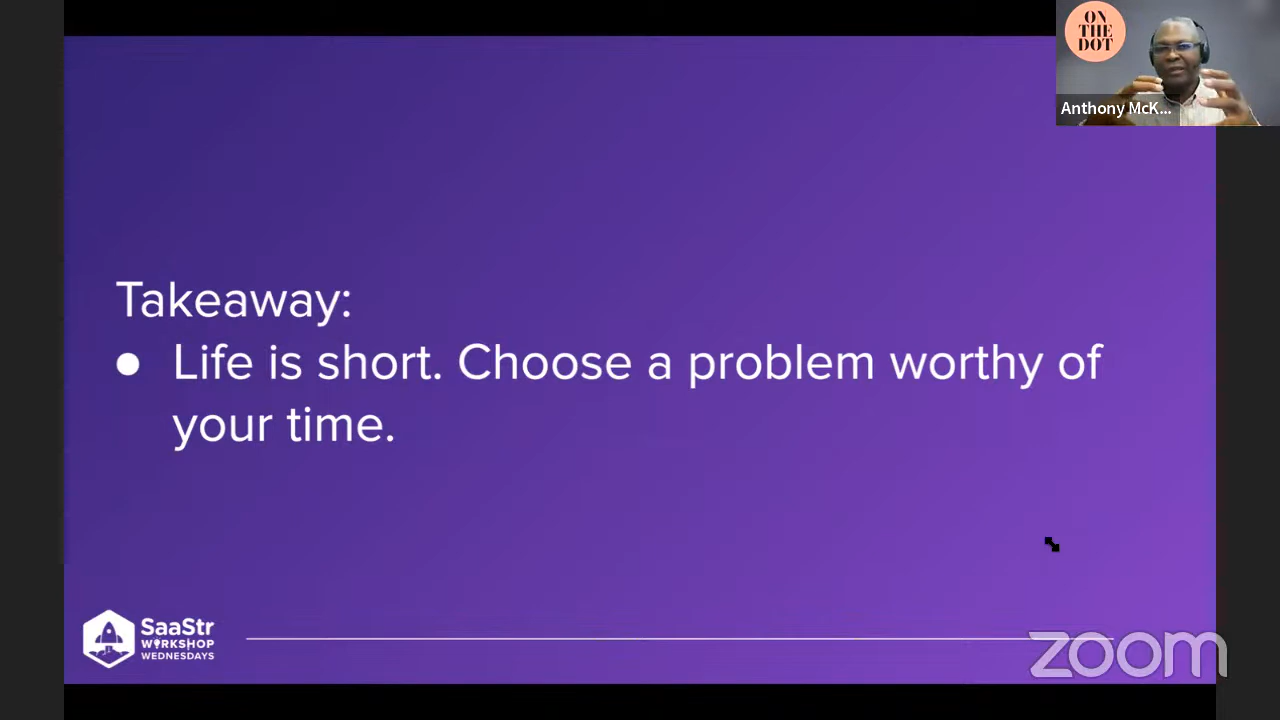 ON
THE
DOT
Anthony McK...
Takeaway:
● Life is short. Choose a problem worthy of
your time.
SaaStr
WORKSHOP
WEDNESDAYS
zoom